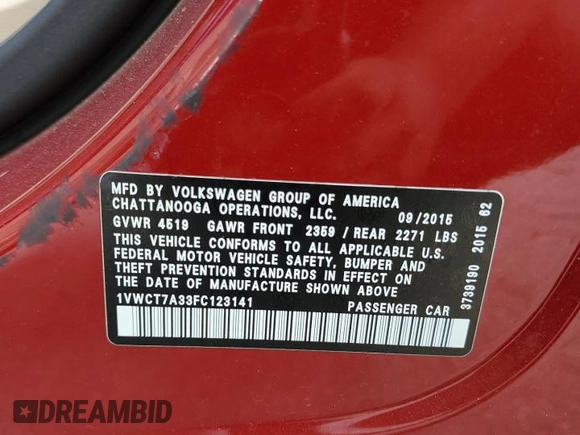 MFD BY VOLKSWAGEN GROUP OF AMERICA
CHATTANOOGA OPERATIONS, LLC. 09/2015
GVWR 4519 GAWR FRONT 2359 / REAR 2271 LBS
THIS VEHICLE CONFORMS TO ALL APPLICABLE U.S.
FEDERAL MOTOR VEHICLE SAFETY, BUMPER AND
THEFT PREVENTION STANDARDS IN EFFECT ON
THE DATE OF MANUFACTURE SHOWN ABOVE
1VWCT7A33FC123141 PASSENGER CAR
3739190 2015 62
DREAMBID